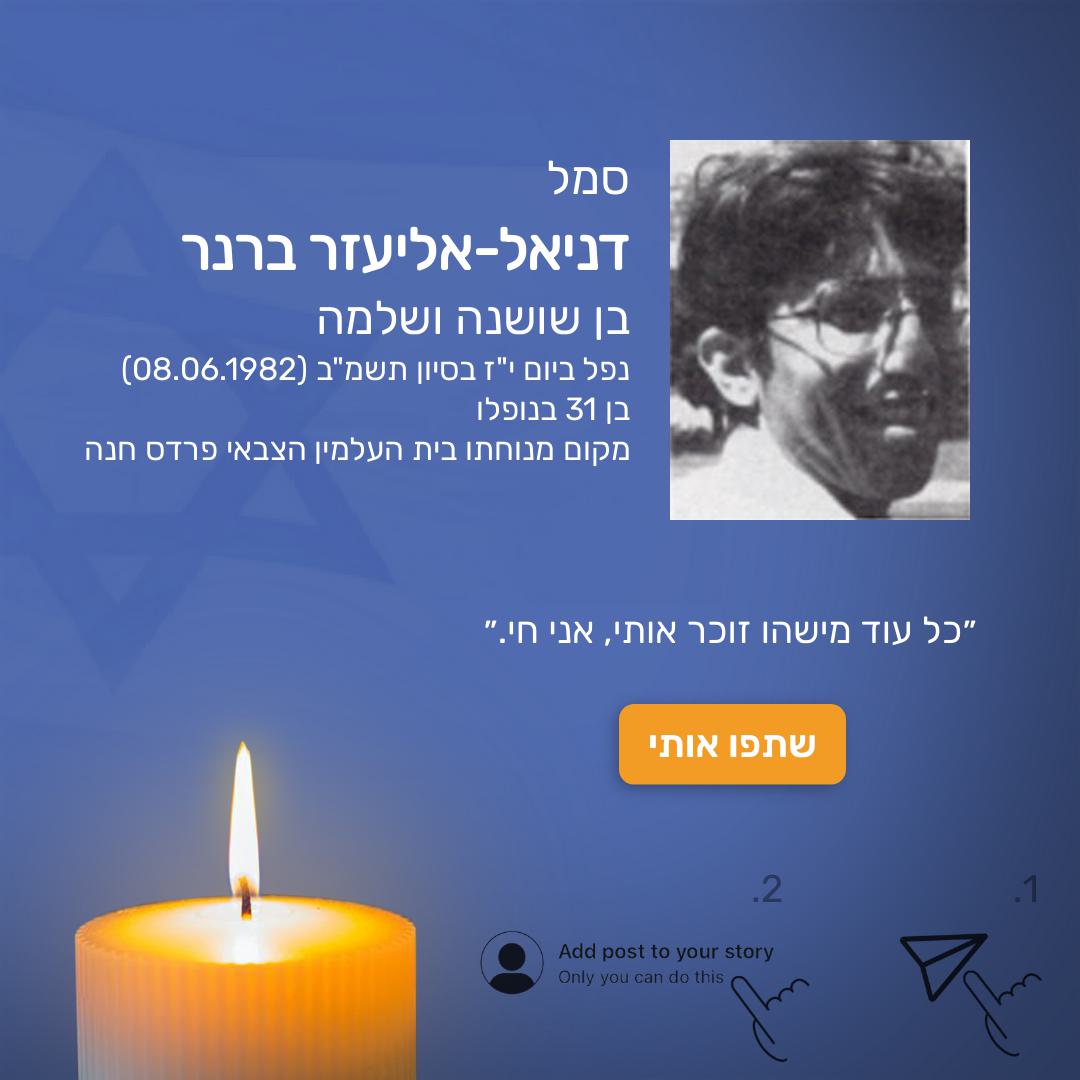 סמל
דניאל-אליעזר ברנר
בן שושנה ושלמה
נפל ביום י"ז בסיון תשמ"ב (08.06.1982)
בן 31 בנופלו
מקום מנוחתו בית העלמין הצבאי פרדס חנה
״כל עוד מישהו זוכר אותי, אני חי.״
שתפו אותי
1.
2.
Add post to your story
Only you can do this